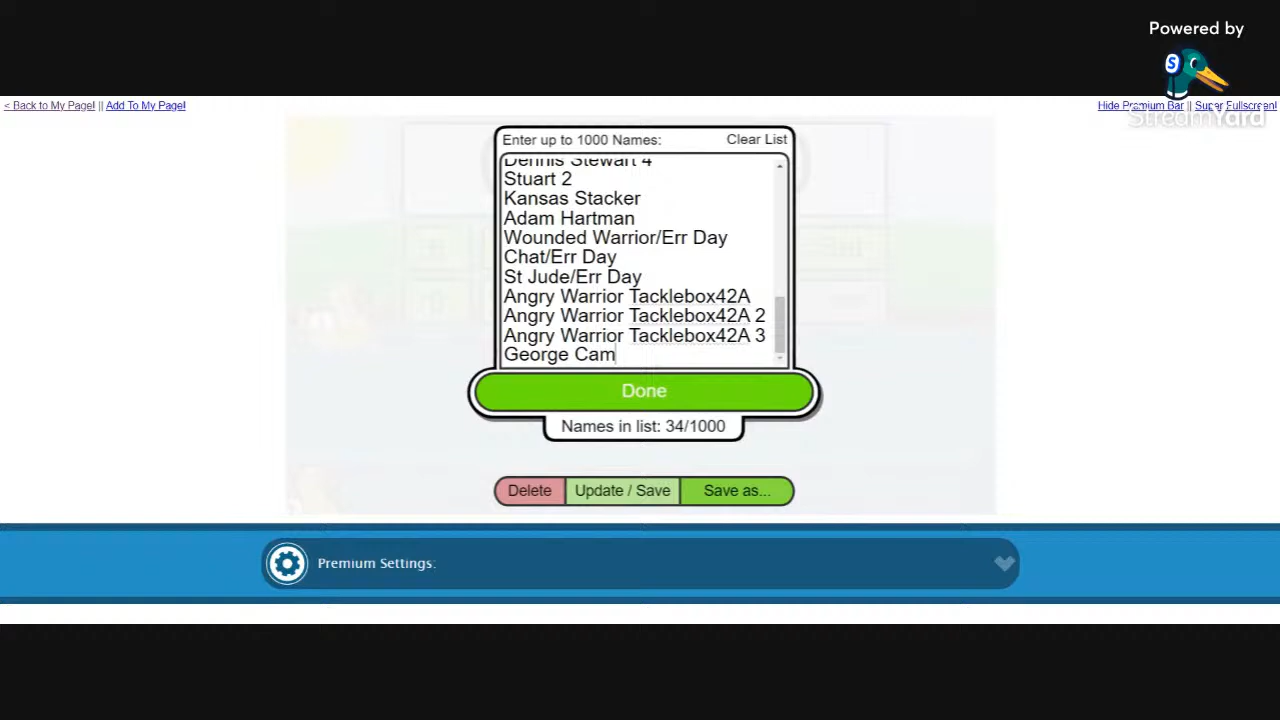 Powered by
S
< Back to My Page! || Add To My Page!
Hide Premium Bar || Super Fullscreen!
StreamYard
Enter up to 1000 Names:
Clear List
Dennis Stewart 4
Stuart 2
Kansas Stacker
Adam Hartman
Wounded Warrior/Err Day
Chat/Err Day
St Jude/Err Day
Angry Warrior Tacklebox42A
Angry Warrior Tacklebox42A 2
Angry Warrior Tacklebox42A 3
George Cam
Done
Names in list: 34/1000
Delete
Update / Save
Save as...
Premium Settings: